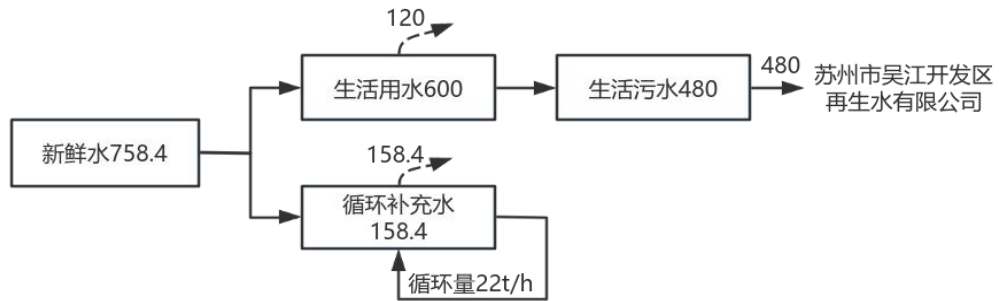 120
生活用水600
生活污水480
480
苏州市吴江开发区
再生水有限公司
新鲜水758.4
158.4
循环补充水
158.4
循环量22t/h